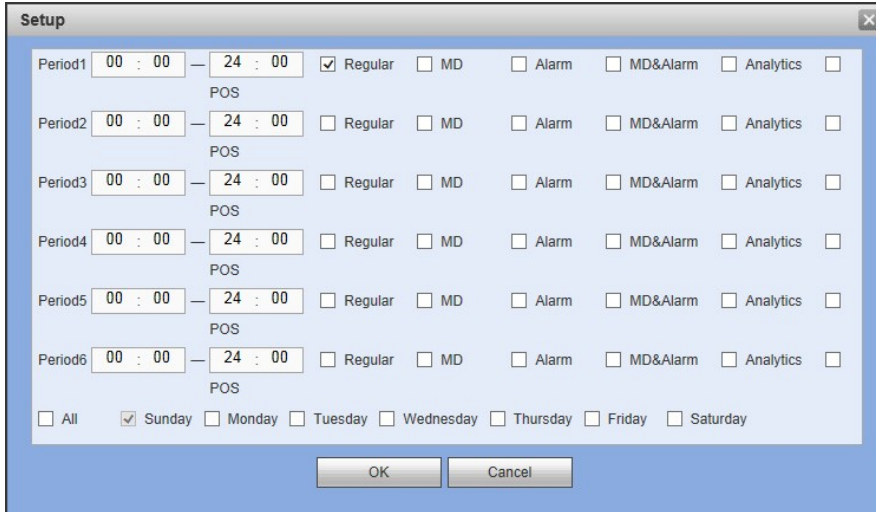 Setup
Period1 00 : 00 — 24 : 00 Regular MD Alarm MD&Alarm Analytics
POS
Period2 00 : 00 — 24 : 00 Regular MD Alarm MD&Alarm Analytics
POS
Period3 00 : 00 — 24 : 00 Regular MD Alarm MD&Alarm Analytics
POS
Period4 00 : 00 — 24 : 00 Regular MD Alarm MD&Alarm Analytics
POS
Period5 00 : 00 — 24 : 00 Regular MD Alarm MD&Alarm Analytics
POS
Period6 00 : 00 — 24 : 00 Regular MD Alarm MD&Alarm Analytics
POS
All Sunday Monday Tuesday Wednesday Thursday Friday Saturday
OK Cancel